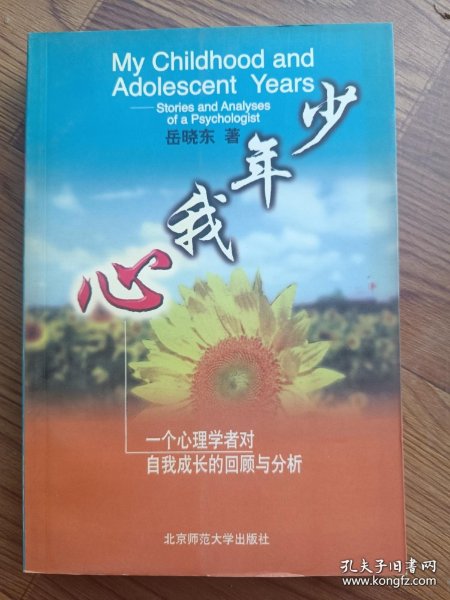 My Childhood and
Adolescent Years
——Stories and Analyses
of a Psychologist
岳晓东 著
少年我心
一个心理学者对
自我成长的回顾与分析
北京师范大学出版社
孔夫子旧书网
www.kongfz.com